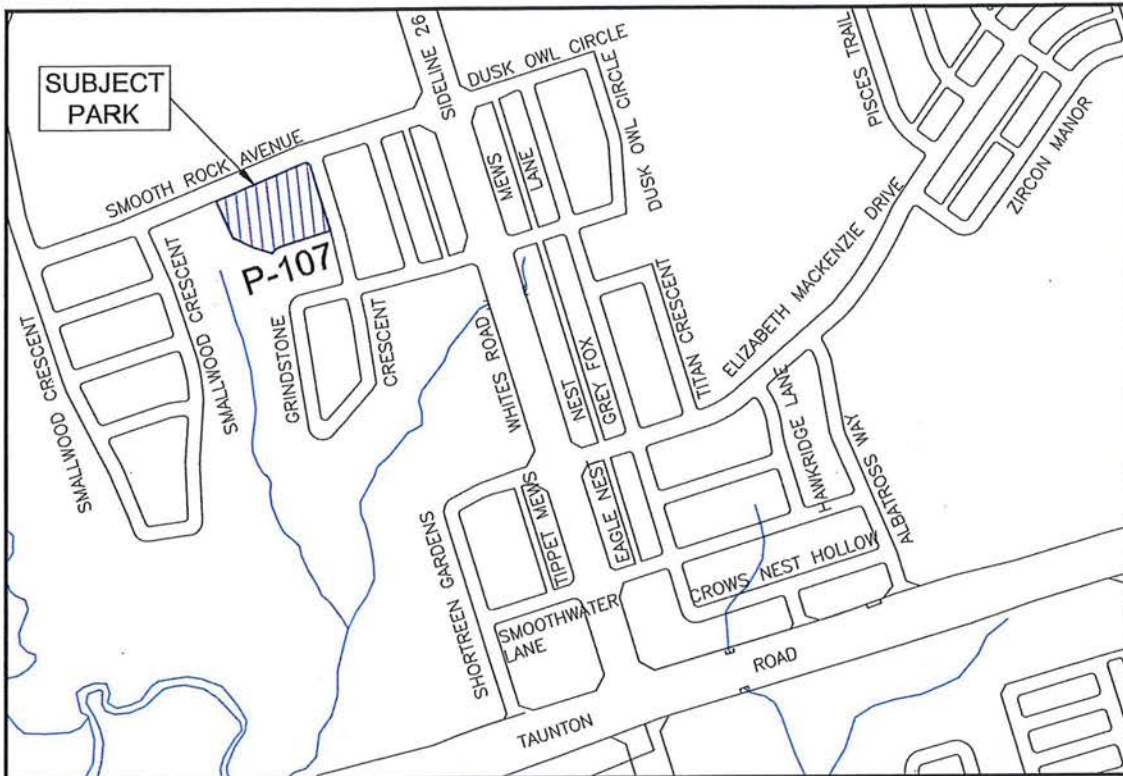 SUBJECT
PARK
SIDELINE 26
DUSK OWL CIRCLE
DUSK OWL CIRCLE
PISCES TRAIL
ZIRCON MANOR
SMOOTH ROCK AVENUE
MEWS
LANE
P-107
SMALLWOOD CRESCENT
SMALLWOOD CRESCENT
GRINDSTONE
CRESCENT
WHITES ROAD
NEST
GREY FOX
TITAN CRESCENT
ELIZABETH MACKENZIE DRIVE
HAWKRIDGE LANE
ALBATROSS WAY
SHORTREEN GARDENS
TIPPET MEWS
EAGLE NEST
CROWS NEST HOLLOW
SMOOTHWATER
LANE
TAUNTON
ROAD